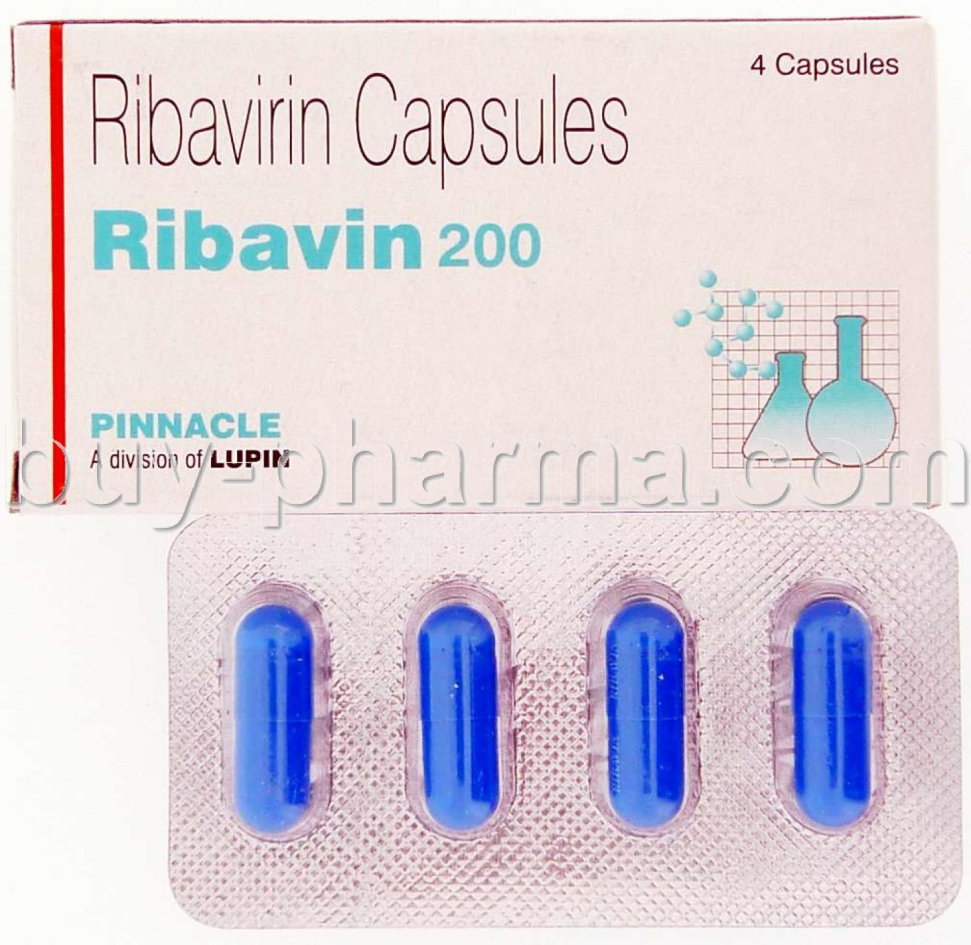 4 Capsules
Ribavirin Capsules
Ribavin 200
PINNACLE
A division of LUPIN
buy-pharma.com